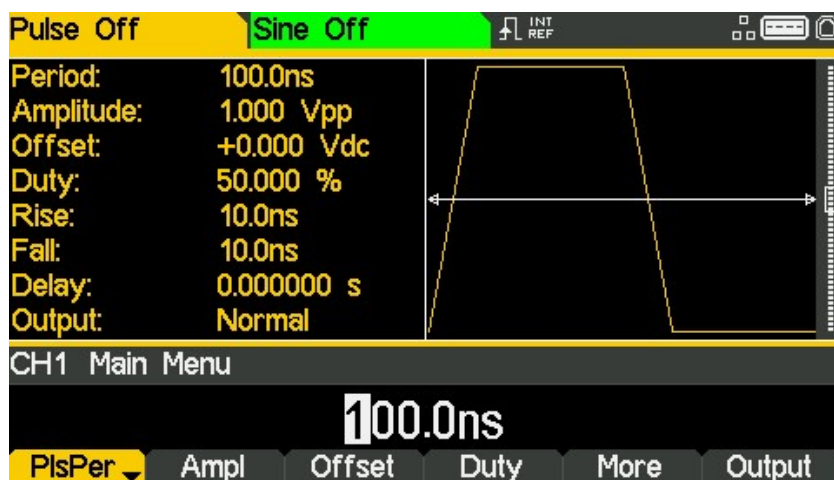 Pulse Off Sine Off INT REF
Period: 100.0ns
Amplitude: 1.000 Vpp
Offset: +0.000 Vdc
Duty: 50.000 %
Rise: 10.0ns
Fall: 10.0ns
Delay: 0.000000 s
Output: Normal
CH1 Main Menu
100.0ns
PlsPer Ampl Offset Duty More Output